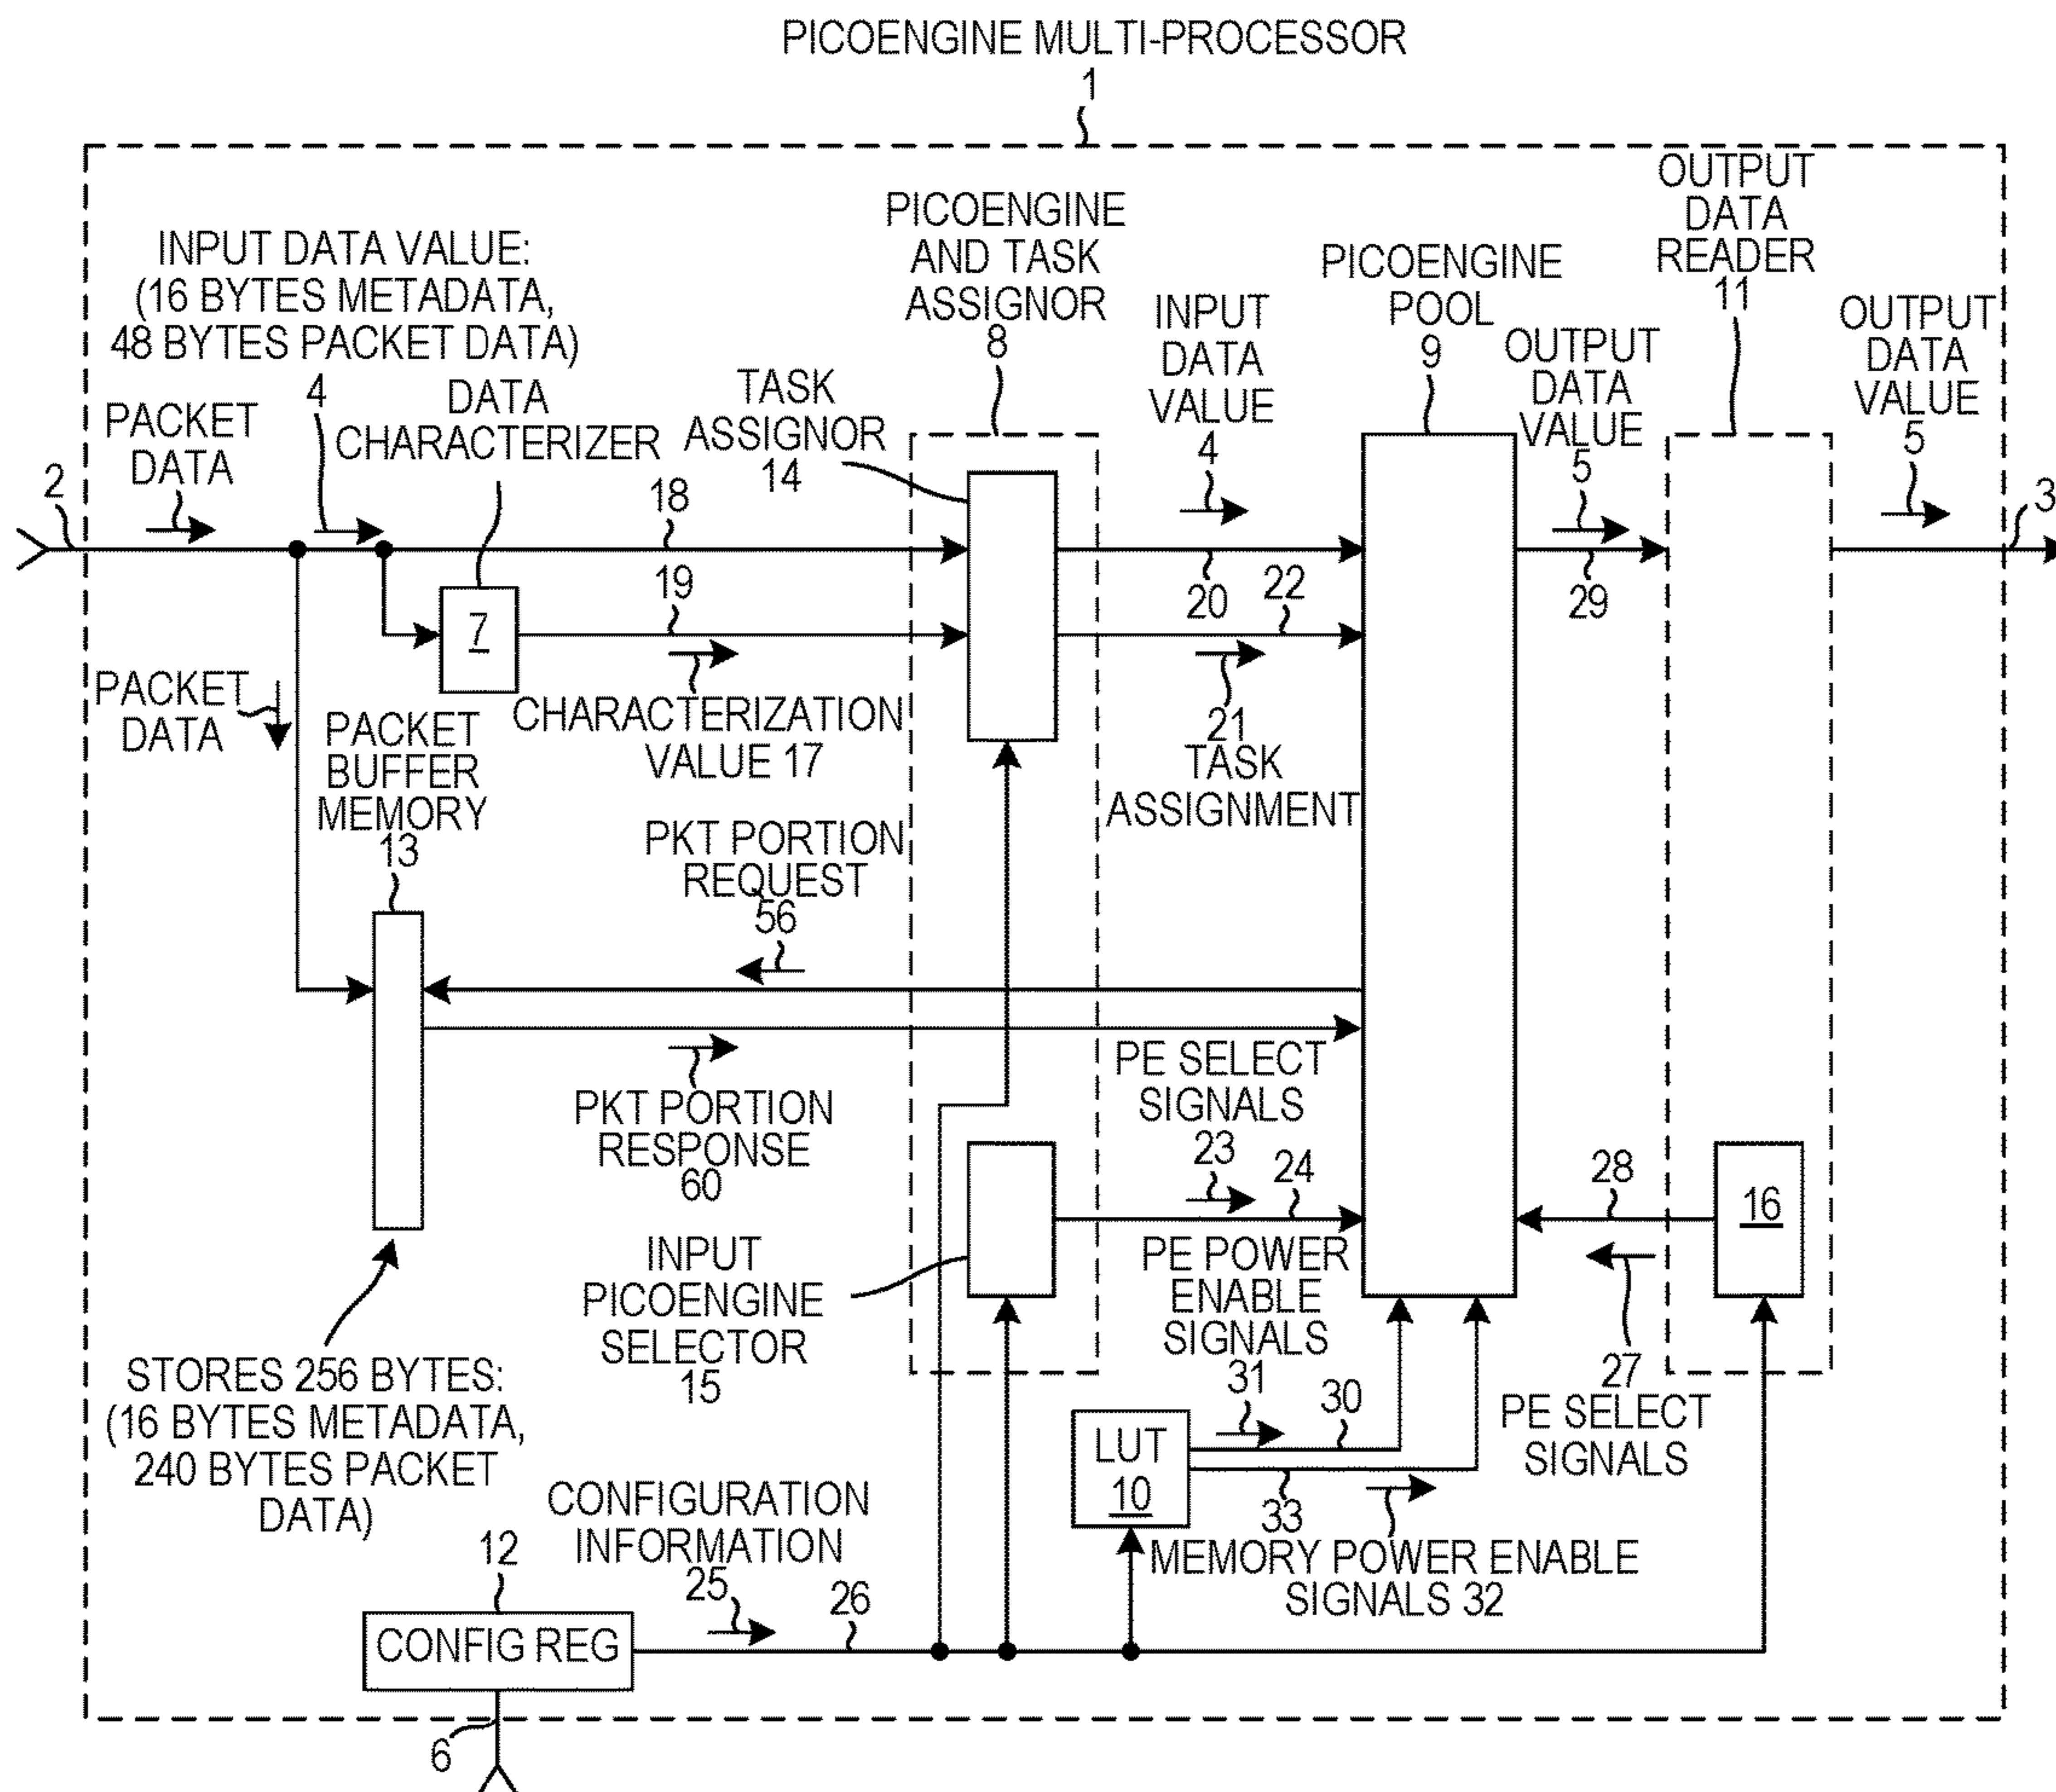 PICOENGINE MULTI-PROCESSOR
1
INPUT DATA VALUE:
(16 BYTES METADATA,
48 BYTES PACKET DATA)
4
PACKET
DATA
DATA
CHARACTERIZER
TASK
ASSIGNOR
14
PICOENGINE
AND TASK
ASSIGNOR
8
INPUT
DATA
VALUE
4
PICOENGINE
POOL
9
OUTPUT
DATA
VALUE
5
OUTPUT
DATA
READER
11
OUTPUT
DATA
VALUE
5
2
18
3
19
20
22
29
7
PACKET
DATA
CHARACTERIZATION
VALUE 17
21
TASK
ASSIGNMENT
PACKET
BUFFER
MEMORY
13
PKT PORTION
REQUEST
56
PKT PORTION
RESPONSE
60
PE SELECT
SIGNALS
23
24
28
16
INPUT
PICOENGINE
SELECTOR
15
PE POWER
ENABLE
SIGNALS
31
30
27
PE SELECT
SIGNALS
STORES 256 BYTES:
(16 BYTES METADATA,
240 BYTES PACKET
DATA)
LUT
10
33
MEMORY POWER ENABLE
SIGNALS 32
CONFIGURATION
INFORMATION
25
26
12
CONFIG REG
6